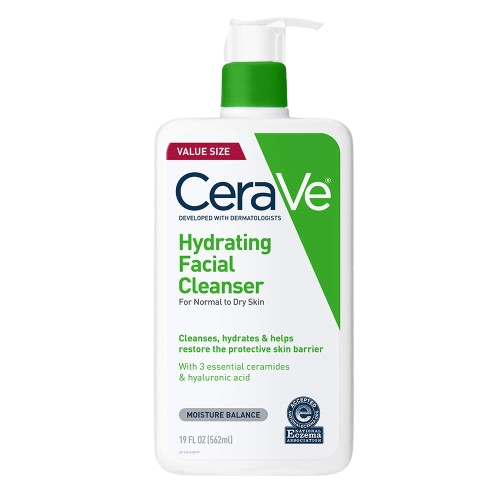 VALUE SIZE
CeraVe®
DEVELOPED WITH DERMATOLOGISTS
Hydrating
Facial
Cleanser
For Normal to Dry Skin
Cleanses, hydrates & helps
restore the protective skin barrier
With 3 essential ceramides
& hyaluronic acid
MOISTURE BALANCE
19 FL OZ (562ml)
ACCEPTED
NATIONAL
Eczema
ASSOCIATION